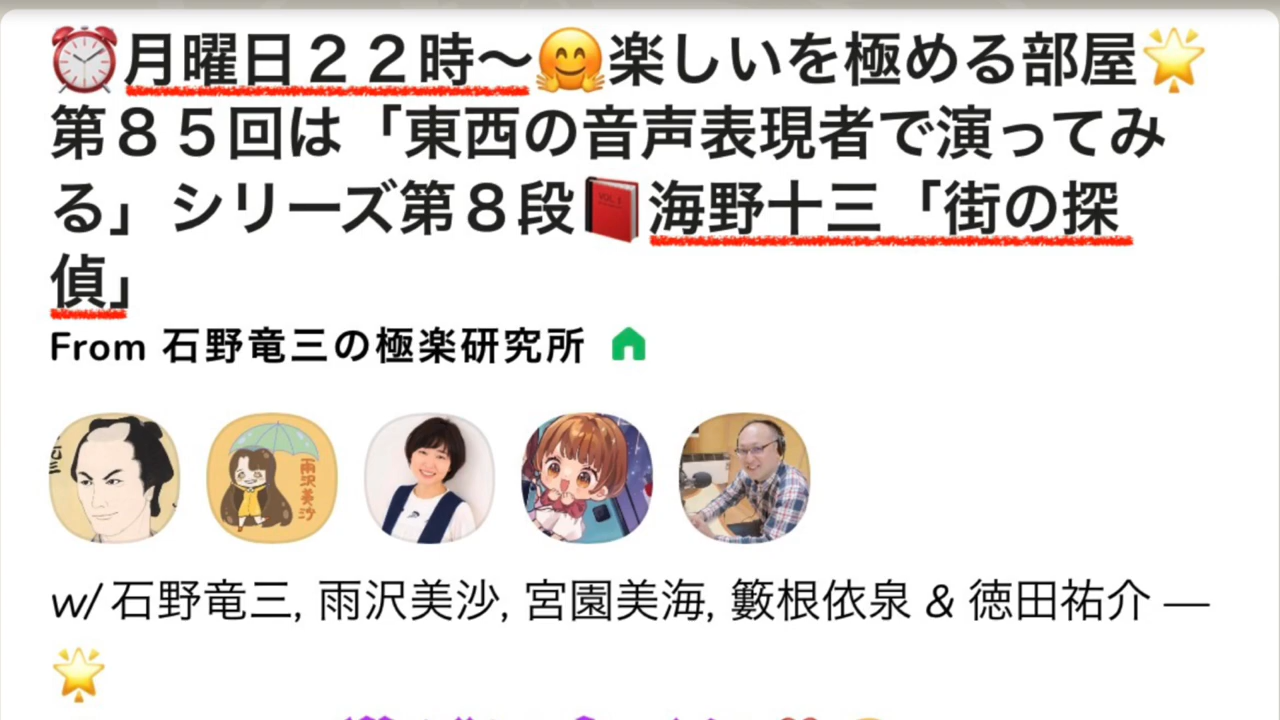 ⏰月曜日22時〜🤗楽しいを極める部屋🌟
第85回は「東西の音声表現者で演ってみ
る」シリーズ第8段📕海野十三「街の探
偵」
From 石野竜三の極楽研究所
雨沢美沙
w/ 石野竜三, 雨沢美沙, 宮園美海, 籔根依泉 & 徳田祐介 —
🌟